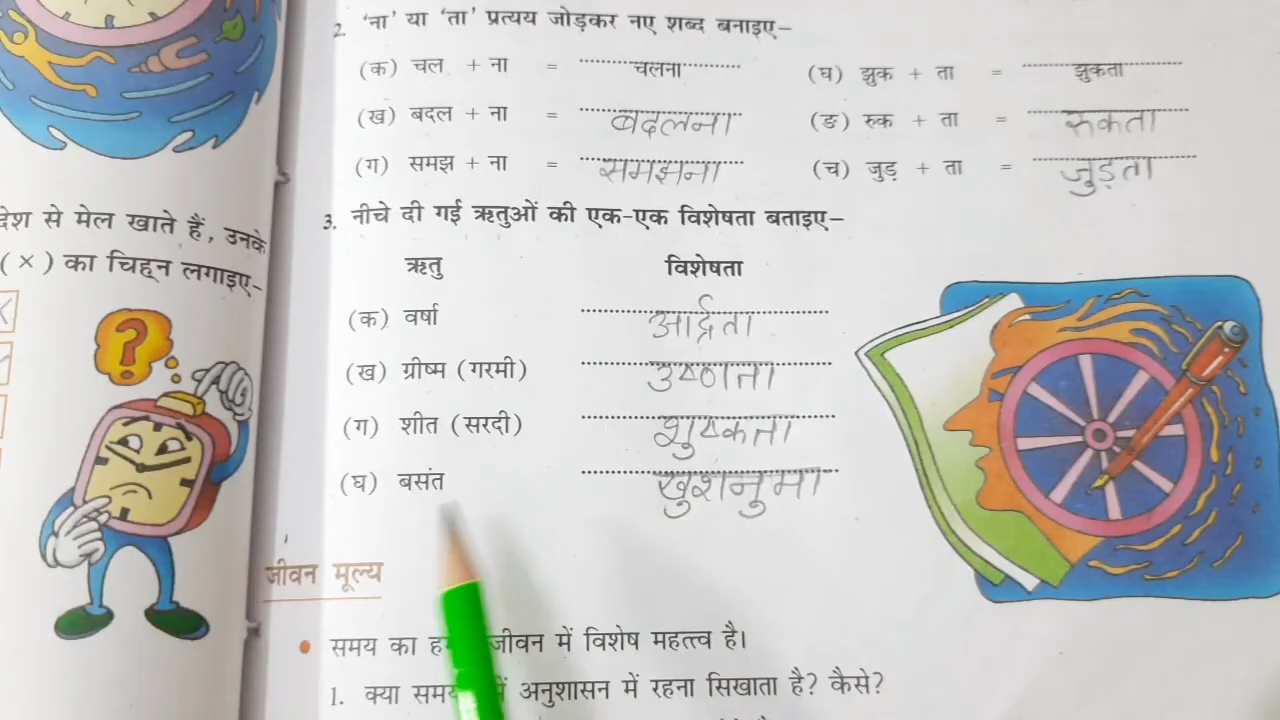 2. 'ना' या 'ता' प्रत्यय जोड़कर नए शब्द बनाइए–
(क) चल + ना = चलना (घ) झुक + ता = झुकता
(ख) बदल + ना = बदलना (ङ) रुक + ता = रुकता
(ग) समझ + ना = समझना (च) जुड़ + ता = जुड़ता
देश से मेल खाते हैं, उनके
(×) का चिह्न लगाइए–
3. नीचे दी गई ऋतुओं की एक-एक विशेषता बताइए–
ऋतु विशेषता
(क) वर्षा आर्द्रता
(ख) ग्रीष्म (गरमी) उष्णता
(ग) शीत (सरदी) शुष्कता
(घ) बसंत खुशनुमा
?
जीवन मूल्य
• समय का जीवन में विशेष महत्त्व है।
1. क्या में अनुशासन में रहना सिखाता है? कैसे?